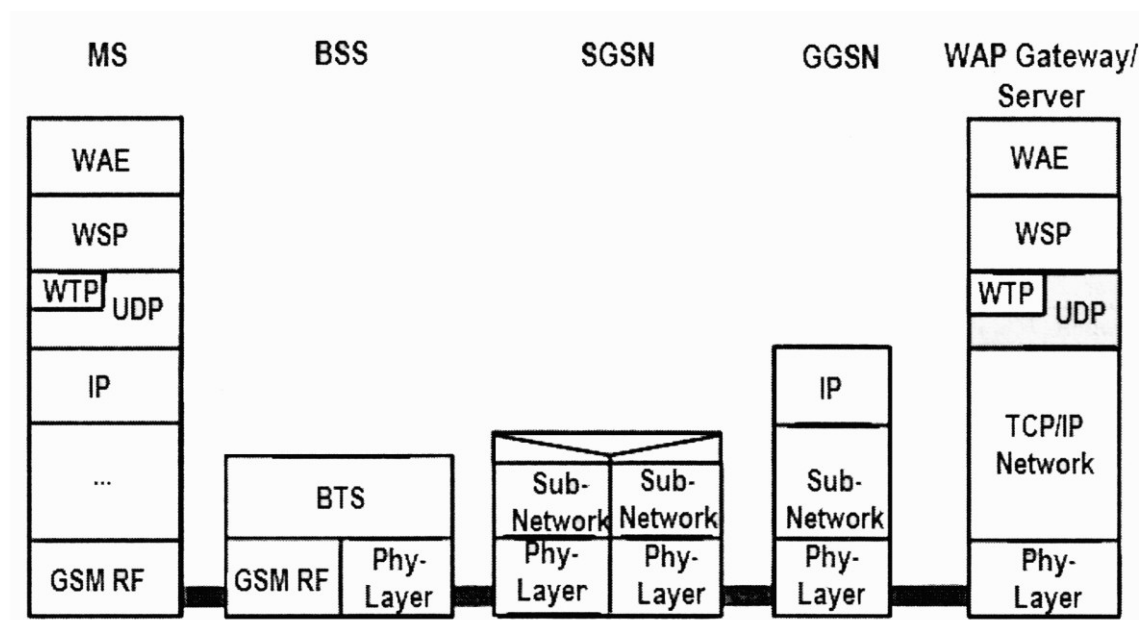 MS
BSS
SGSN
GGSN
WAP Gateway/
Server
WAE
WSP
WTP
UDP
IP
...
GSM RF
BTS
GSM RF
Phy-
Layer
Sub-
Network
Sub-
Network
Phy-
Layer
Phy-
Layer
IP
Sub-
Network
Phy-
Layer
WAE
WSP
WTP
UDP
TCP/IP
Network
Phy-
Layer